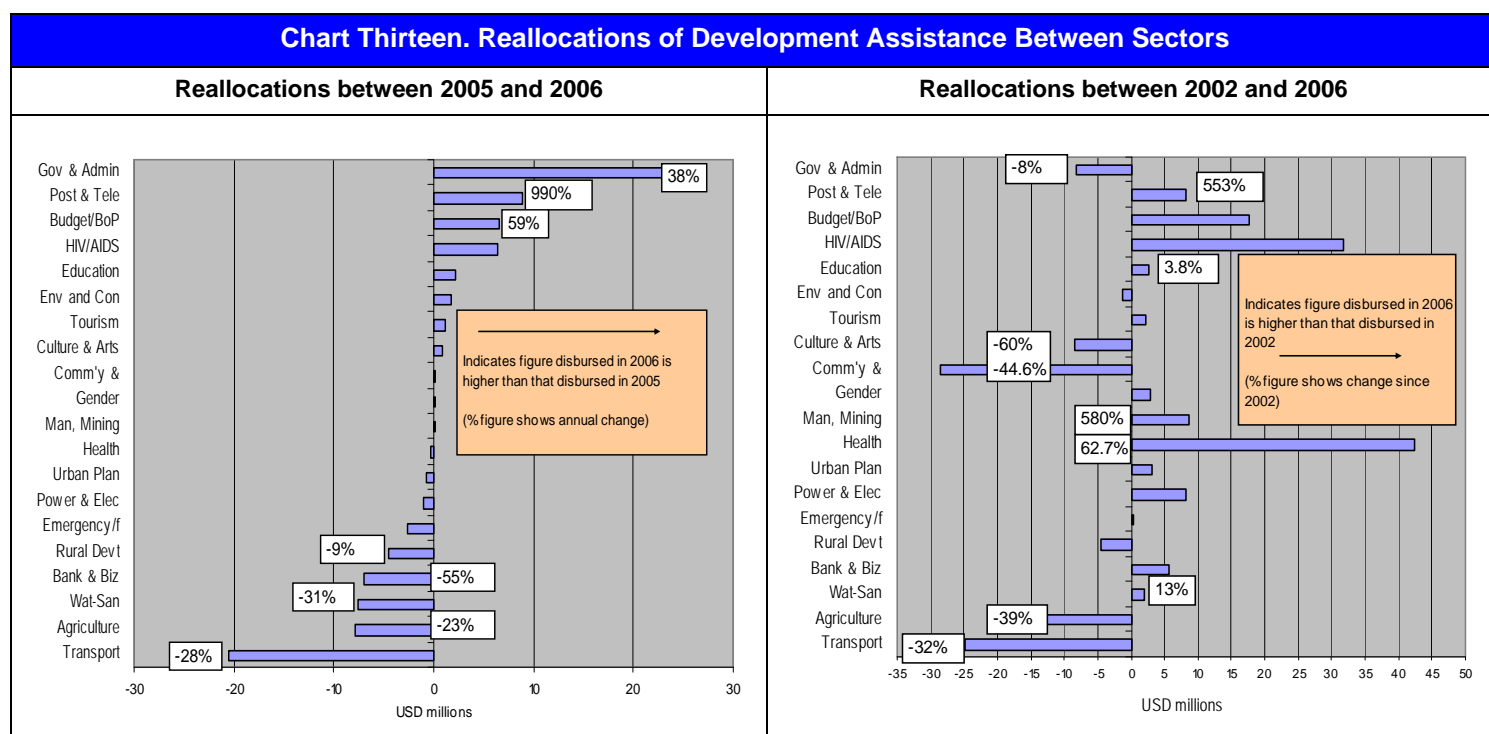 Chart Thirteen. Reallocations of Development Assistance Between Sectors
Reallocations between 2005 and 2006
Gov & Admin
Post & Tele
Budget/BoP
HIV/AIDS
Education
Env and Con
Tourism
Culture & Arts
Comm'y &
Gender
Man, Mining
Health
Urban Plan
Power & Elec
Emergency/f
Rural Devt
Bank & Biz
Wat-San
Agriculture
Transport
38%
990%
59%
Indicates figure disbursed in 2006 is
higher than that disbursed in 2005
(%figure shows annual change)
-9%
-55%
-31%
-23%
-28%
-30 -20 -10 0 10 20 30
USD millions
Reallocations between 2002 and 2006
Gov & Admin
Post & Tele
Budget/BoP
HIV/AIDS
Education
Env and Con
Tourism
Culture & Arts
Comm'y &
Gender
Man, Mining
Health
Urban Plan
Power & Elec
Emergency/f
Rural Devt
Bank & Biz
Wat-San
Agriculture
Transport
-8%
553%
3.8%
Indicates figure disbursed in 2006
is higher than that disbursed in
2002
(%figure shows change since
2002)
-60%
-44.6%
580%
62.7%
13%
-39%
-32%
-35 -30 -25 -20 -15 -10 -5 0 5 10 15 20 25 30 35 40 45 50
USD millions